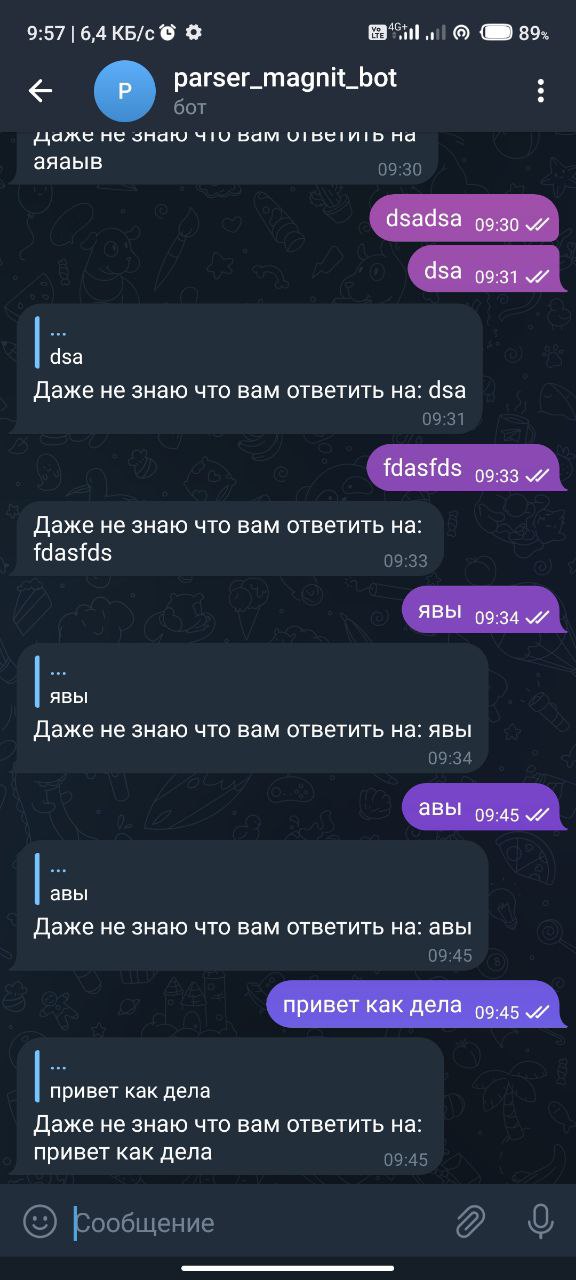 9:57 | 6,4 КБ/с
Vo LTE 4G+ 89%
P
parser_magnit_bot
бот
Даже не знаю что вам ответить на
аяаыв 09:30
dsadsa 09:30
dsa 09:31
...
dsa
Даже не знаю что вам ответить на: dsa
09:31
fdasfds 09:33
Даже не знаю что вам ответить на:
fdasfds 09:33
явы 09:34
...
явы
Даже не знаю что вам ответить на: явы
09:34
авы 09:45
...
авы
Даже не знаю что вам ответить на: авы
09:45
привет как дела 09:45
...
привет как дела
Даже не знаю что вам ответить на:
привет как дела 09:45
Сообщение